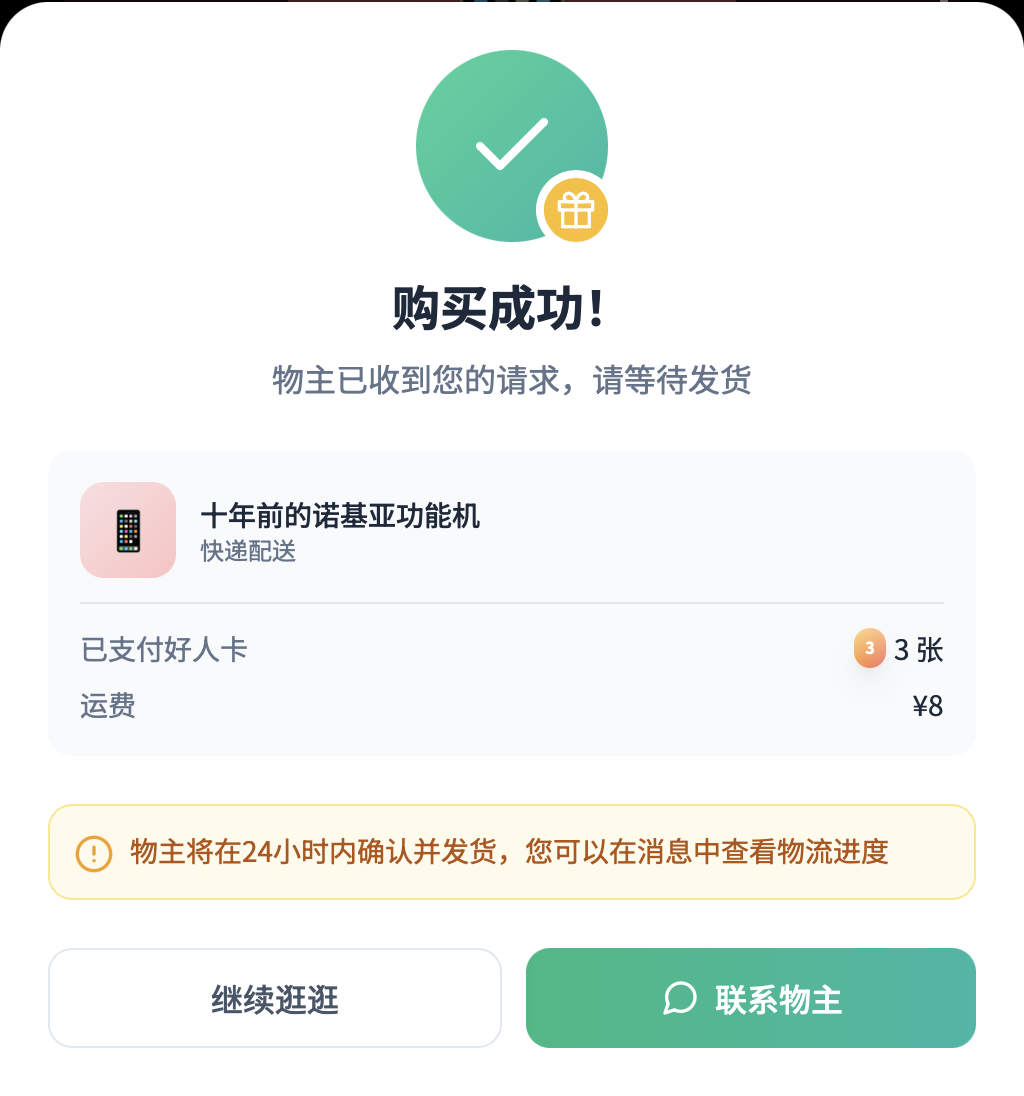 购买成功！
物主已收到您的请求，请等待发货
十年前的诺基亚功能机
快递配送
已支付好人卡
3
3 张
运费
¥8
物主将在24小时内确认并发货，您可以在消息中查看物流进度
继续逛逛
联系物主